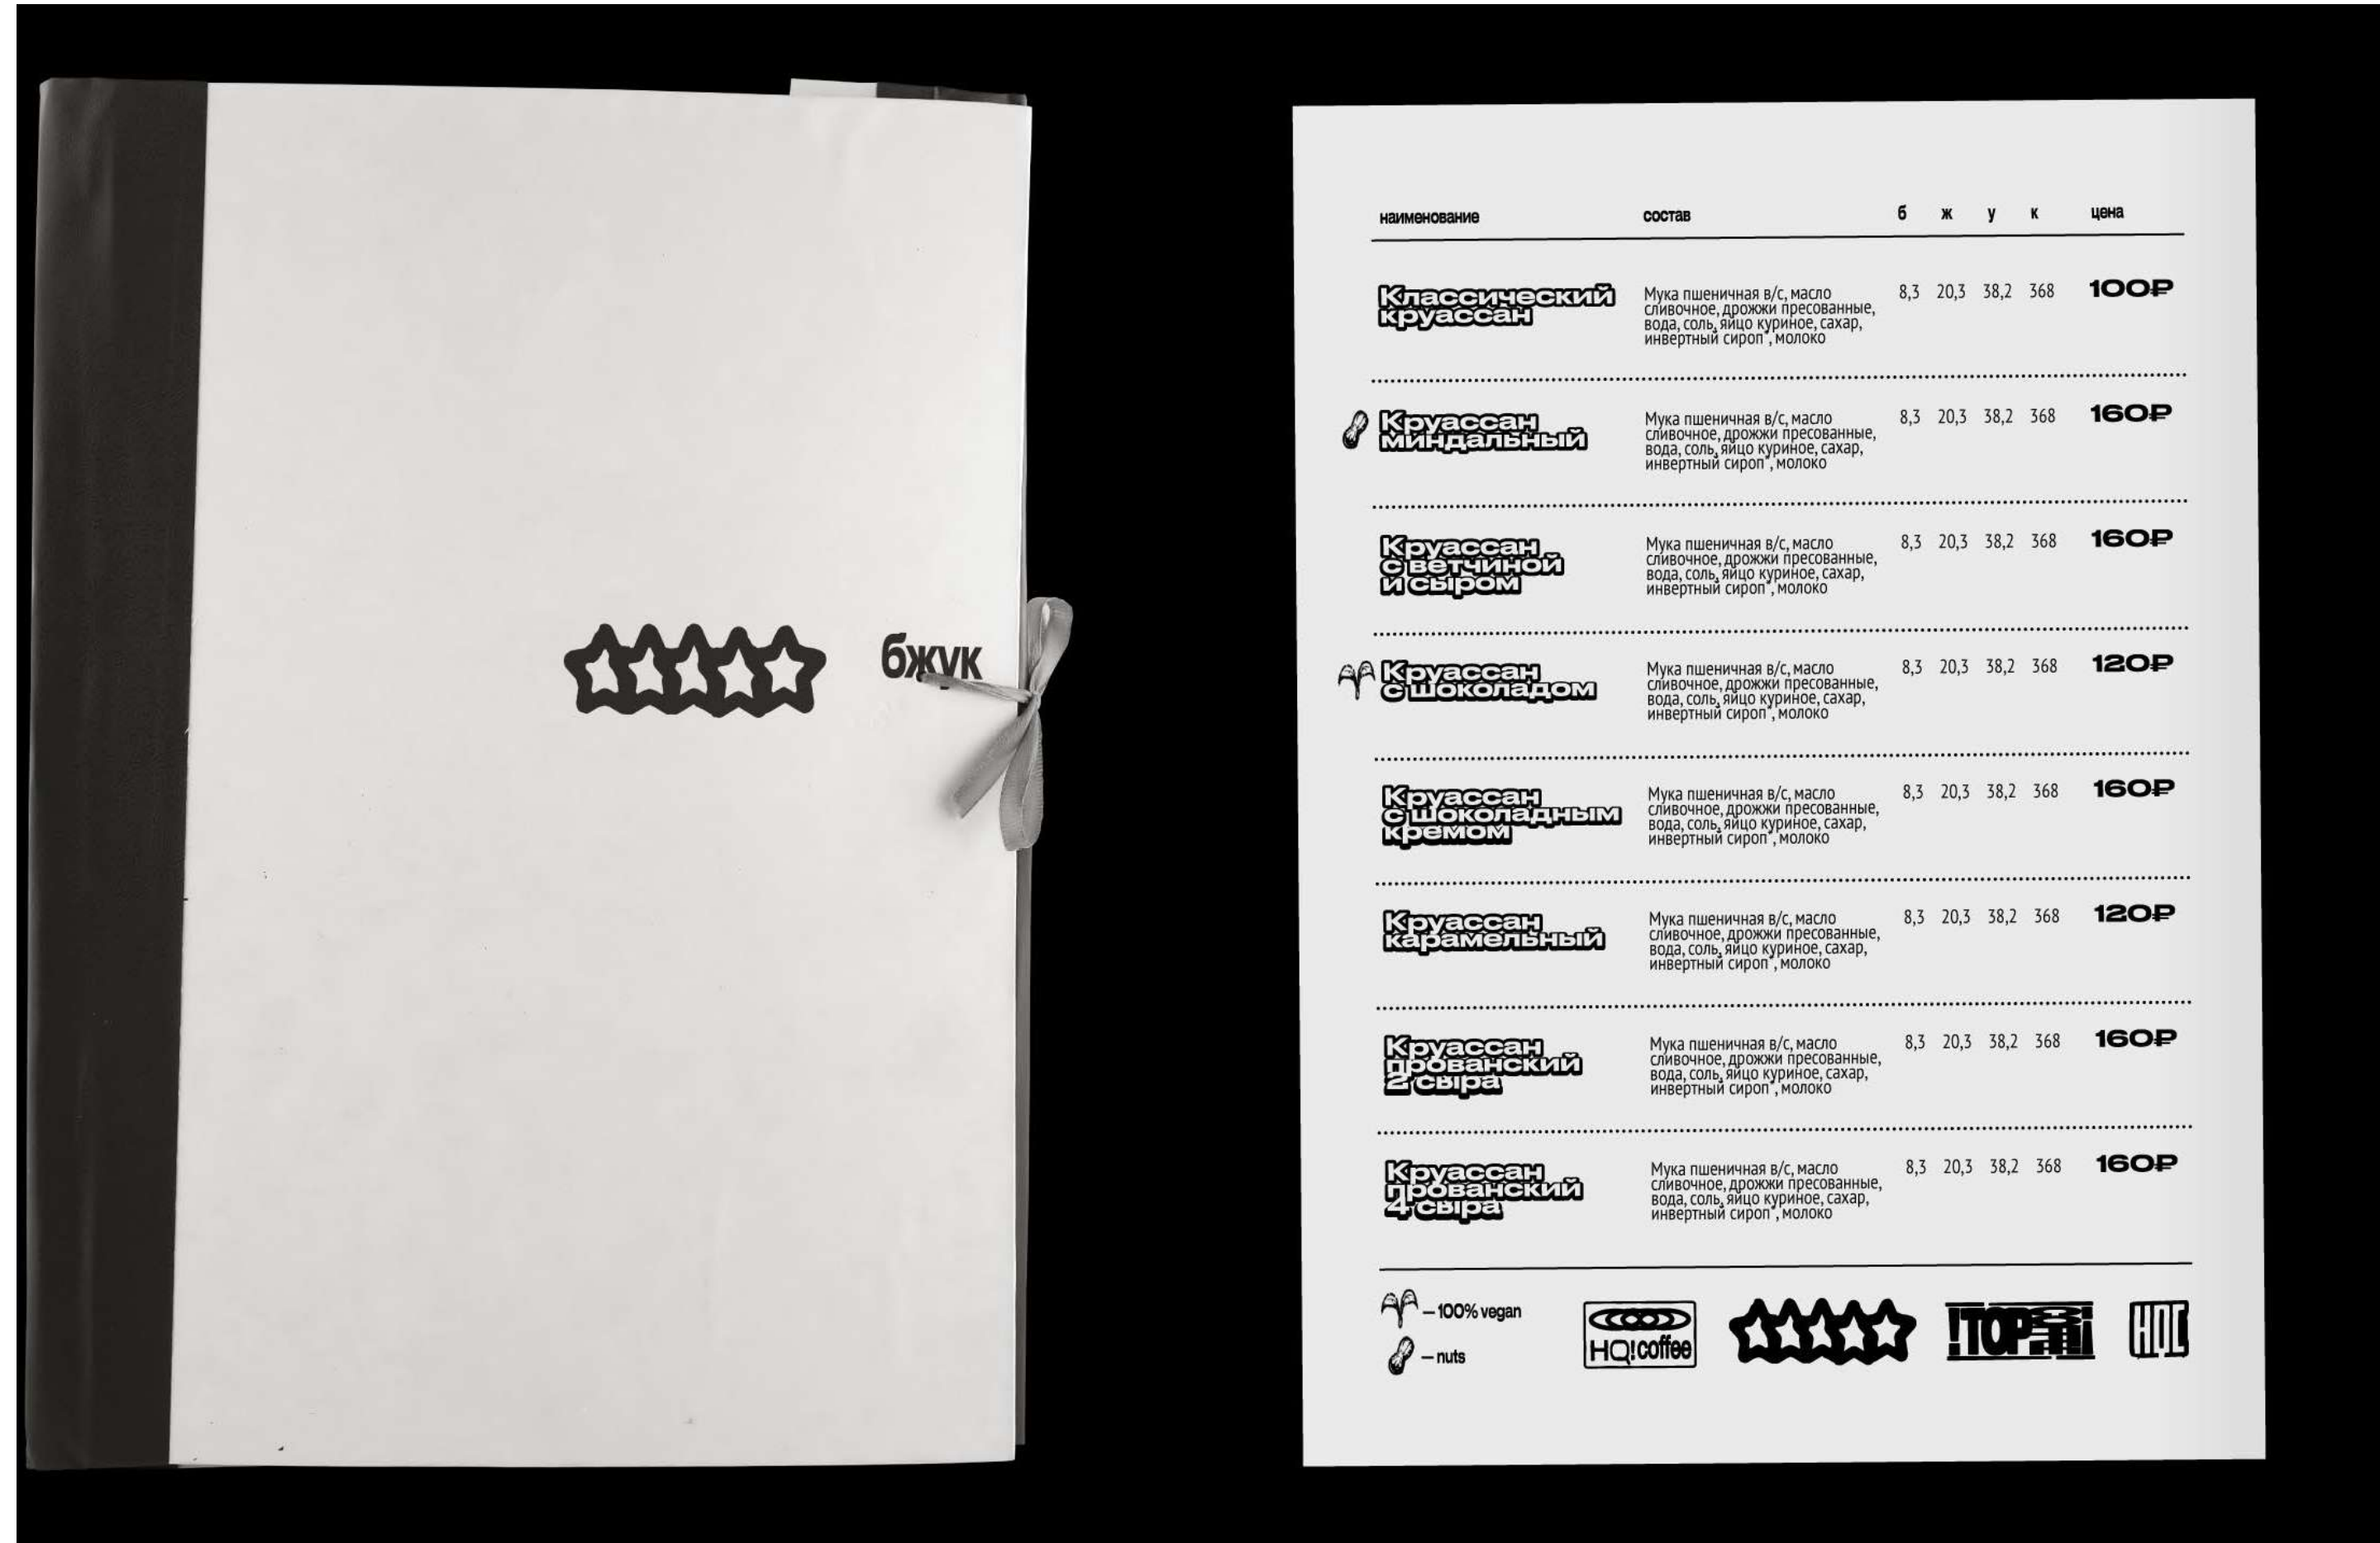 бжук
наименование состав б ж у к цена
Классический
круассан
Мука пшеничная в/с, масло
сливочное, дрожжи пресованные,
вода, соль, яйцо куриное, сахар,
инвертный сироп*, молоко
8,3 20,3 38,2 368 100₽
Круассан
миндальный
Мука пшеничная в/с, масло
сливочное, дрожжи пресованные,
вода, соль, яйцо куриное, сахар,
инвертный сироп*, молоко
8,3 20,3 38,2 368 160₽
Круассан
с ветчиной
и сыром
Мука пшеничная в/с, масло
сливочное, дрожжи пресованные,
вода, соль, яйцо куриное, сахар,
инвертный сироп*, молоко
8,3 20,3 38,2 368 160₽
Круассан
с шоколадом
Мука пшеничная в/с, масло
сливочное, дрожжи пресованные,
вода, соль, яйцо куриное, сахар,
инвертный сироп*, молоко
8,3 20,3 38,2 368 120₽
Круассан
с шоколадным
кремом
Мука пшеничная в/с, масло
сливочное, дрожжи пресованные,
вода, соль, яйцо куриное, сахар,
инвертный сироп*, молоко
8,3 20,3 38,2 368 160₽
Круассан
карамельный
Мука пшеничная в/с, масло
сливочное, дрожжи пресованные,
вода, соль, яйцо куриное, сахар,
инвертный сироп*, молоко
8,3 20,3 38,2 368 120₽
Круассан
прованский
2 сыра
Мука пшеничная в/с, масло
сливочное, дрожжи пресованные,
вода, соль, яйцо куриное, сахар,
инвертный сироп*, молоко
8,3 20,3 38,2 368 160₽
Круассан
прованский
4 сыра
Мука пшеничная в/с, масло
сливочное, дрожжи пресованные,
вода, соль, яйцо куриное, сахар,
инвертный сироп*, молоко
8,3 20,3 38,2 368 160₽
– 100% vegan
– nuts
HQ!coffee